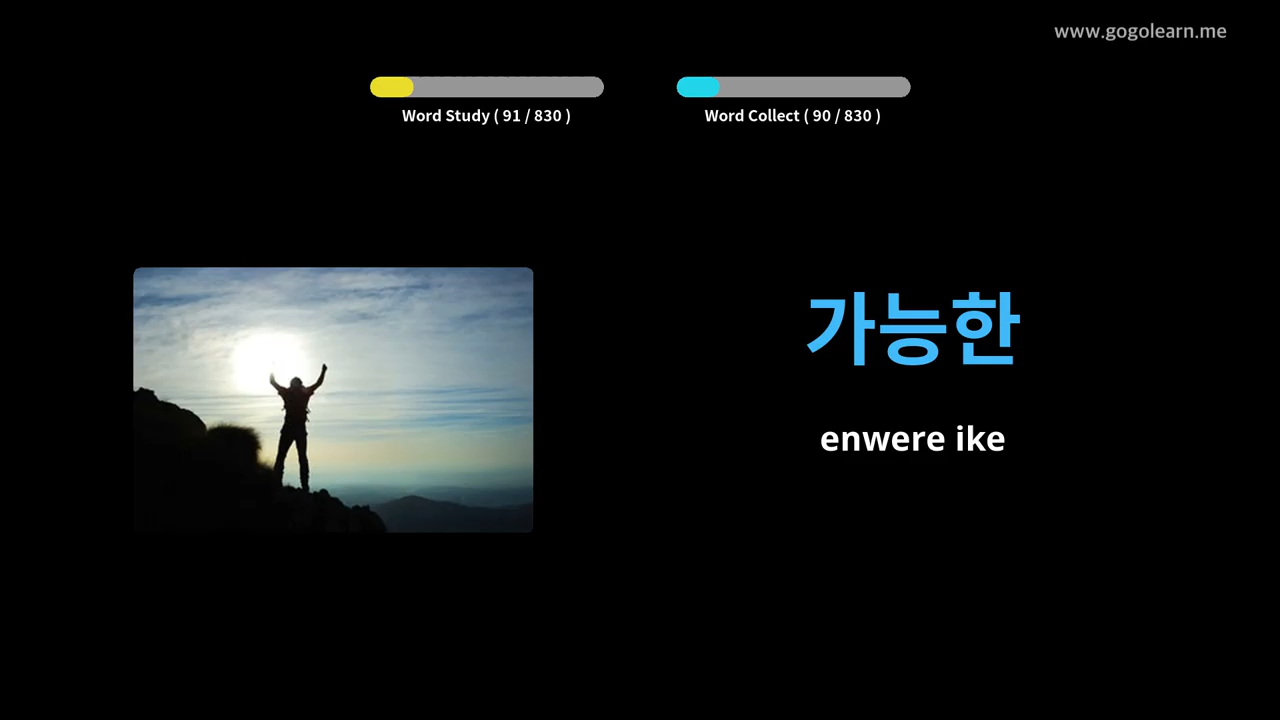 www.gogolearn.me
Word Study ( 91 / 830 )
Word Collect ( 90 / 830 )
가능한
enwere ike